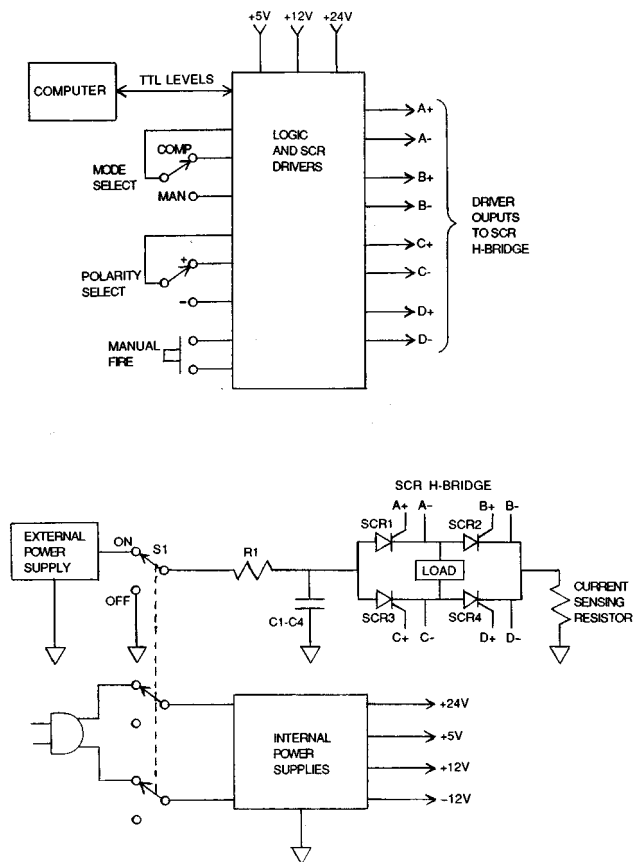 +5V +12V +24V
COMPUTER
TTL LEVELS
LOGIC
AND SCR
DRIVERS
COMP
MODE
SELECT
MAN
+
POLARITY
SELECT
-
MANUAL
FIRE
A+
A-
B+
B-
C+
C-
D+
D-
DRIVER
OUPUTS
TO SCR
H-BRIDGE
SCR H-BRIDGE
A+ A- B+ B-
SCR1 SCR2
LOAD
SCR3 SCR4
C+ C- D+ D-
EXTERNAL
POWER
SUPPLY
ON
S1
OFF
R1
C1-C4
CURRENT
SENSING
RESISTOR
INTERNAL
POWER
SUPPLIES
+24V
+5V
+12V
-12V